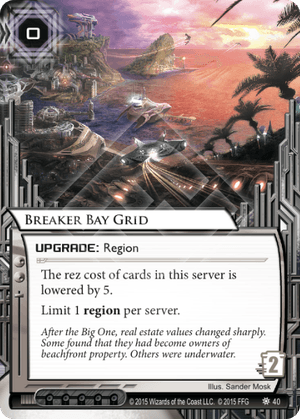 0
BREAKER BAY GRID
UPGRADE: Region
The rez cost of cards in this server is
lowered by 5.
Limit 1 region per server.
After the Big One, real estate values changed sharply.
Some found that they had become owners of
beachfront property. Others were underwater.
2
Illus. Sander Mosk
© 2015 Wizards of the Coast LLC. © 2015 FFG 40